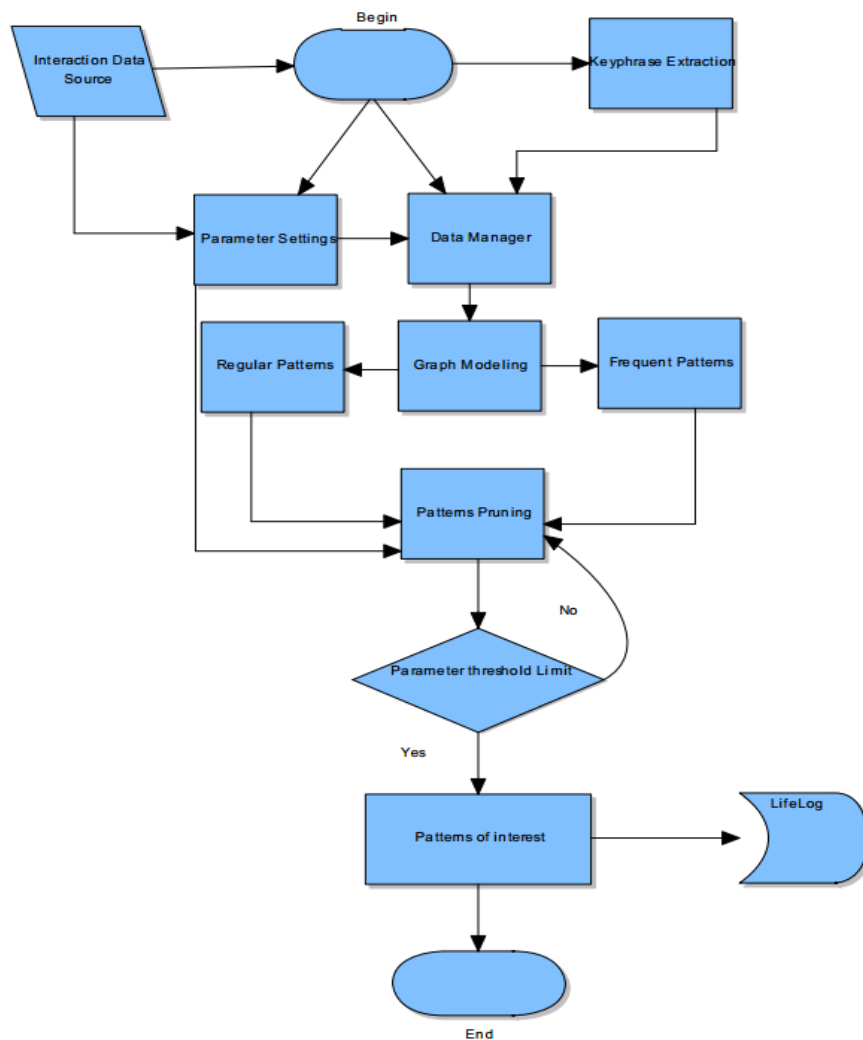 Begin
Interaction Data
Source
Keyphrase Extraction
Parameter Settings
Data Manager
Regular Patterns
Graph Modeling
Frequent Patterns
Patterns Pruning
No
Parameter threshold Limit
Yes
LifeLog
Patterns of interest
End